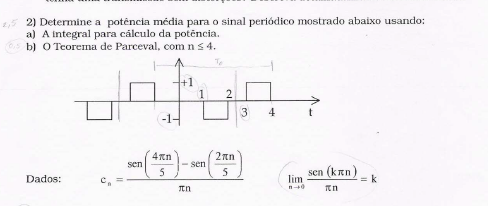 2) Determine a potência média para o sinal periódico mostrado abaixo usando:
a) A integral para cálculo da potência.
b) O Teorema de Parceval, com n ≤ 4.
T₀
+1
1 2
-1
3 4 t
Dados: cₙ = (sen(4πn/5) − sen(2πn/5)) / πn lim n→0 sen (kπn) / πn = k